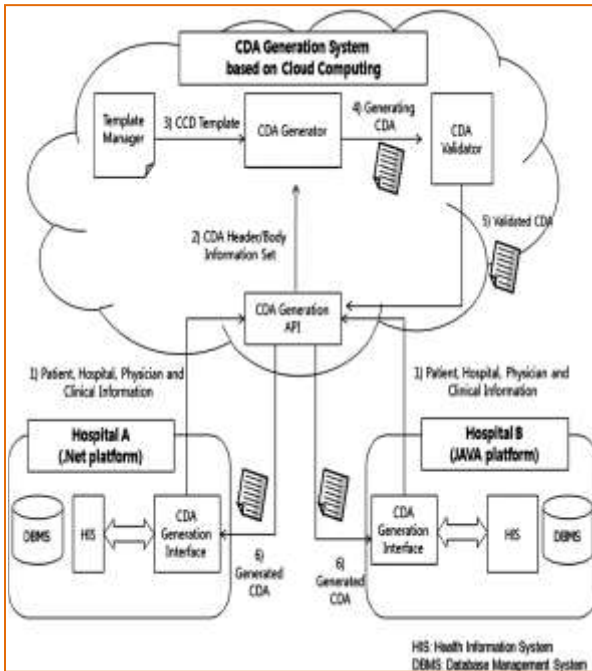 CDA Generation System
based on Cloud Computing
Template
Manager
3) CCD Template
CDA Generator
4) Generating
CDA
CDA
Validator
5) Validated CDA
2) CDA Header/Body
Information Set
CDA Generation
API
1) Patient, Hospital, Physician and
Clinical Information
1) Patient, Hospital, Physician and
Clinical Information
Hospital A
(.Net platform)
DBMS
HIS
CDA
Generation
Interface
6)
Generated
CDA
Hospital B
(JAVA platform)
6)
Generated
CDA
CDA
Generation
Interface
HIS
DBMS
HIS: Health Information System
DBMS: Database Management System